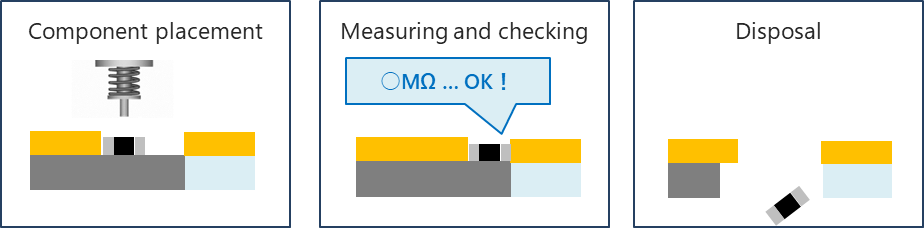 Component placement
Measuring and checking
○MΩ ... OK！
Disposal